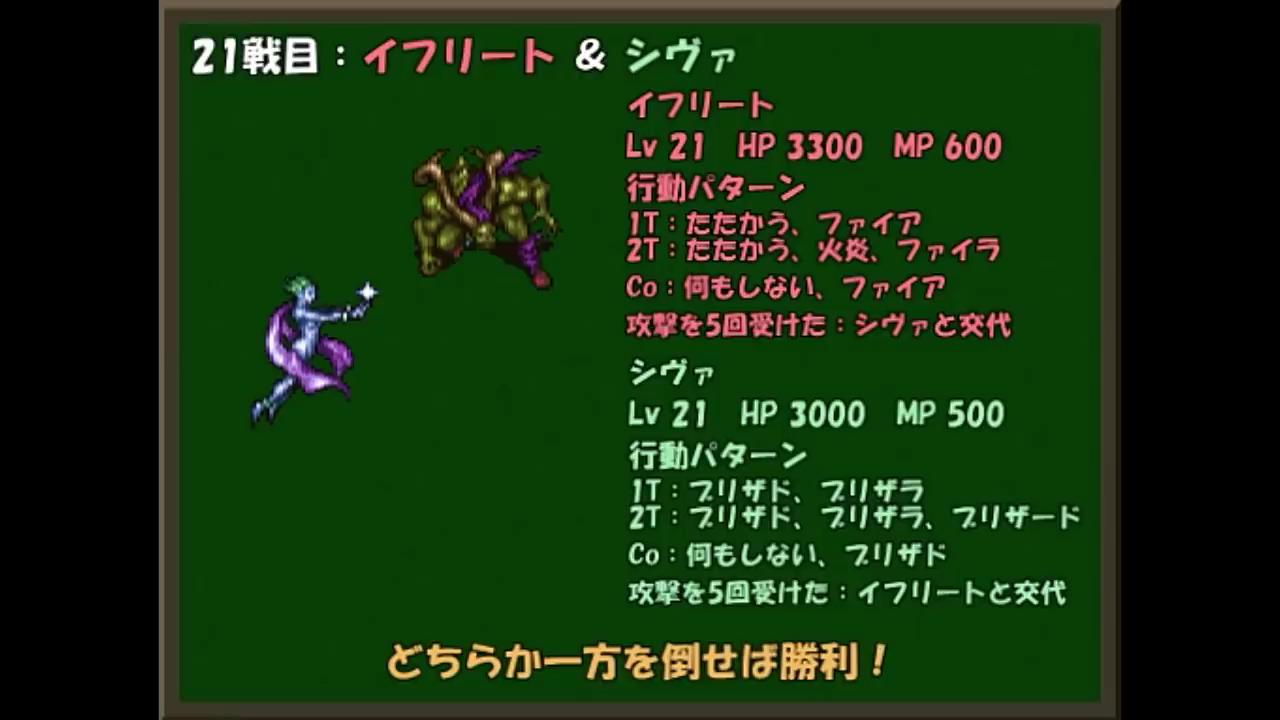 21戦目：イフリート & シヴァ
イフリート
Lv 21 HP 3300 MP 600
行動パターン
1T：たたかう、ファイア
2T：たたかう、火炎、ファイラ
Co：何もしない、ファイア
攻撃を5回受けた：シヴァと交代
シヴァ
Lv 21 HP 3000 MP 500
行動パターン
1T：ブリザド、ブリザラ
2T：ブリザド、ブリザラ、ブリザード
Co：何もしない、ブリザド
攻撃を5回受けた：イフリートと交代
どちらか一方を倒せば勝利！